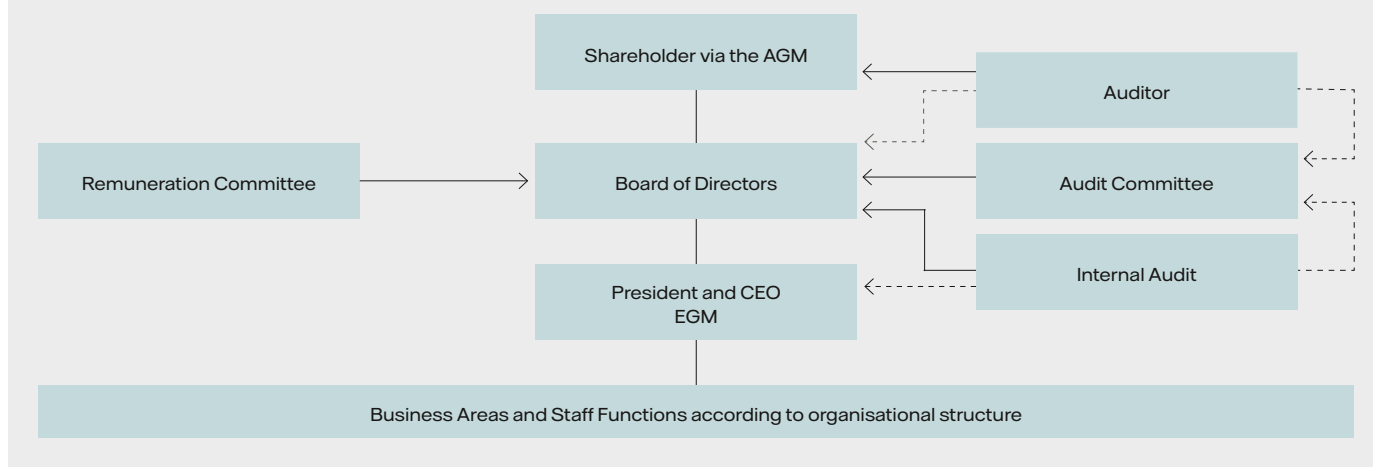 Shareholder via the AGM
Auditor
Remuneration Committee
Board of Directors
Audit Committee
Internal Audit
President and CEO
EGM
Business Areas and Staff Functions according to organisational structure